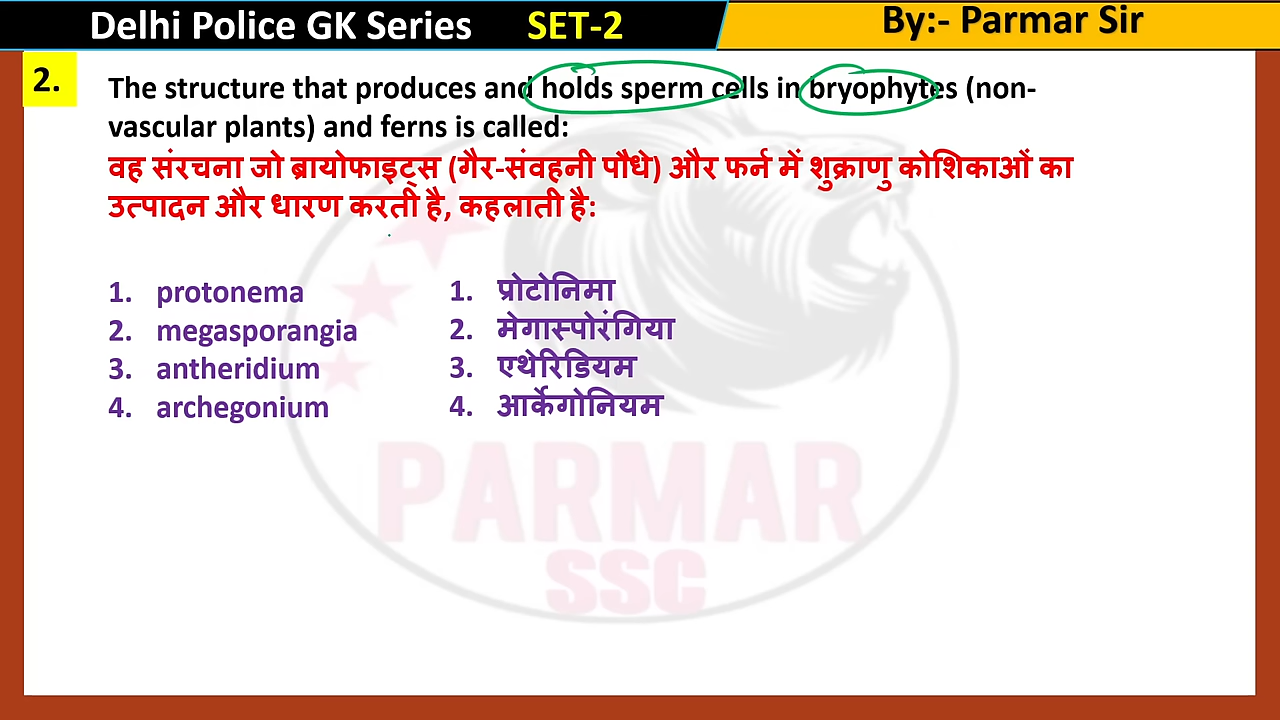 Delhi Police GK Series SET-2 By:- Parmar Sir
2. The structure that produces and holds sperm cells in bryophytes (non-
vascular plants) and ferns is called:
वह संरचना जो ब्रायोफाइट्स (गैर-संवहनी पौधे) और फर्न में शुक्राणु कोशिकाओं का
उत्पादन और धारण करती है, कहलाती है:
1. protonema 1. प्रोटोनिमा
2. megasporangia 2. मेगास्पोरंगिया
3. antheridium 3. एथेरिडियम
4. archegonium 4. आर्केगोनियम
PARMAR
SSC